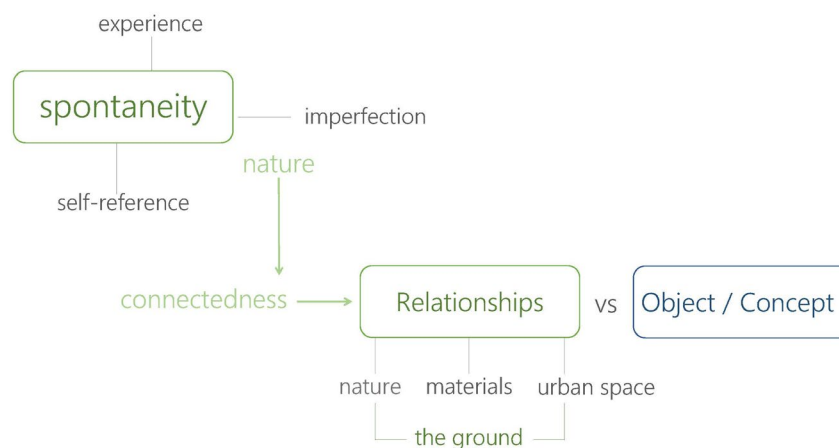 experience
spontaneity
imperfection
nature
self-reference
connectedness
Relationships
vs
Object / Concept
nature
materials
urban space
the ground